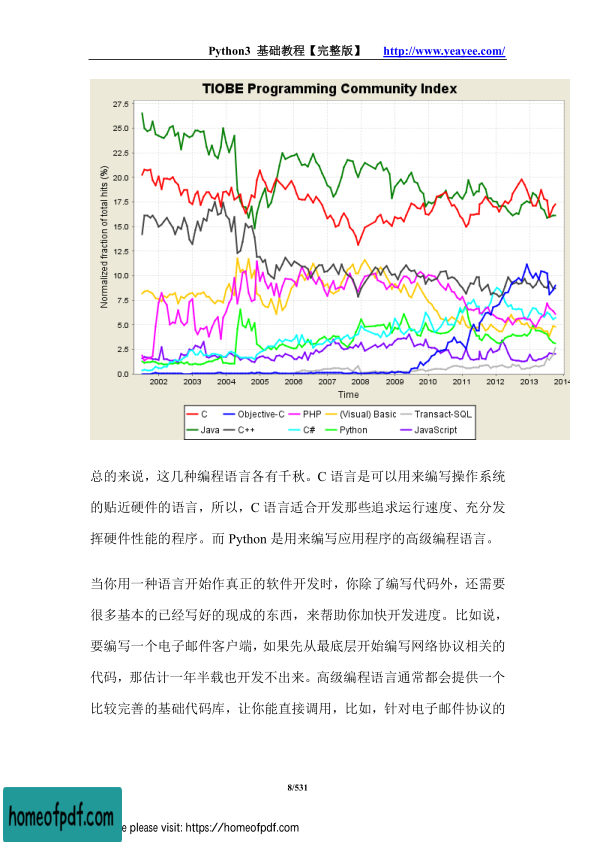 Python3 基础教程【完整版】 http://www.yeayee.com/
TIOBE Programming Community Index
Normalized fraction of total hits (%)
27.5
25.0
22.5
20.0
17.5
15.0
12.5
10.0
7.5
5.0
2.5
0.0
2002 2003 2004 2005 2006 2007 2008 2009 2010 2011 2012 2013 2014
Time
C Objective-C PHP (Visual) Basic Transact-SQL
Java C++ C# Python JavaScript
总的来说，这几种编程语言各有千秋。C 语言是可以用来编写操作系统
的贴近硬件的语言，所以，C 语言适合开发那些追求运行速度、充分发
挥硬件性能的程序。而 Python 是用来编写应用程序的高级编程语言。
当你用一种语言开始作真正的软件开发时，你除了编写代码外，还需要
很多基本的已经写好的现成的东西，来帮助你加快开发进度。比如说，
要编写一个电子邮件客户端，如果先从最底层开始编写网络协议相关的
代码，那估计一年半载也开发不出来。高级编程语言通常都会提供一个
比较完善的基础代码库，让你能直接调用，比如，针对电子邮件协议的
8/531
homeofpdf.com
please visit: https://homeofpdf.com